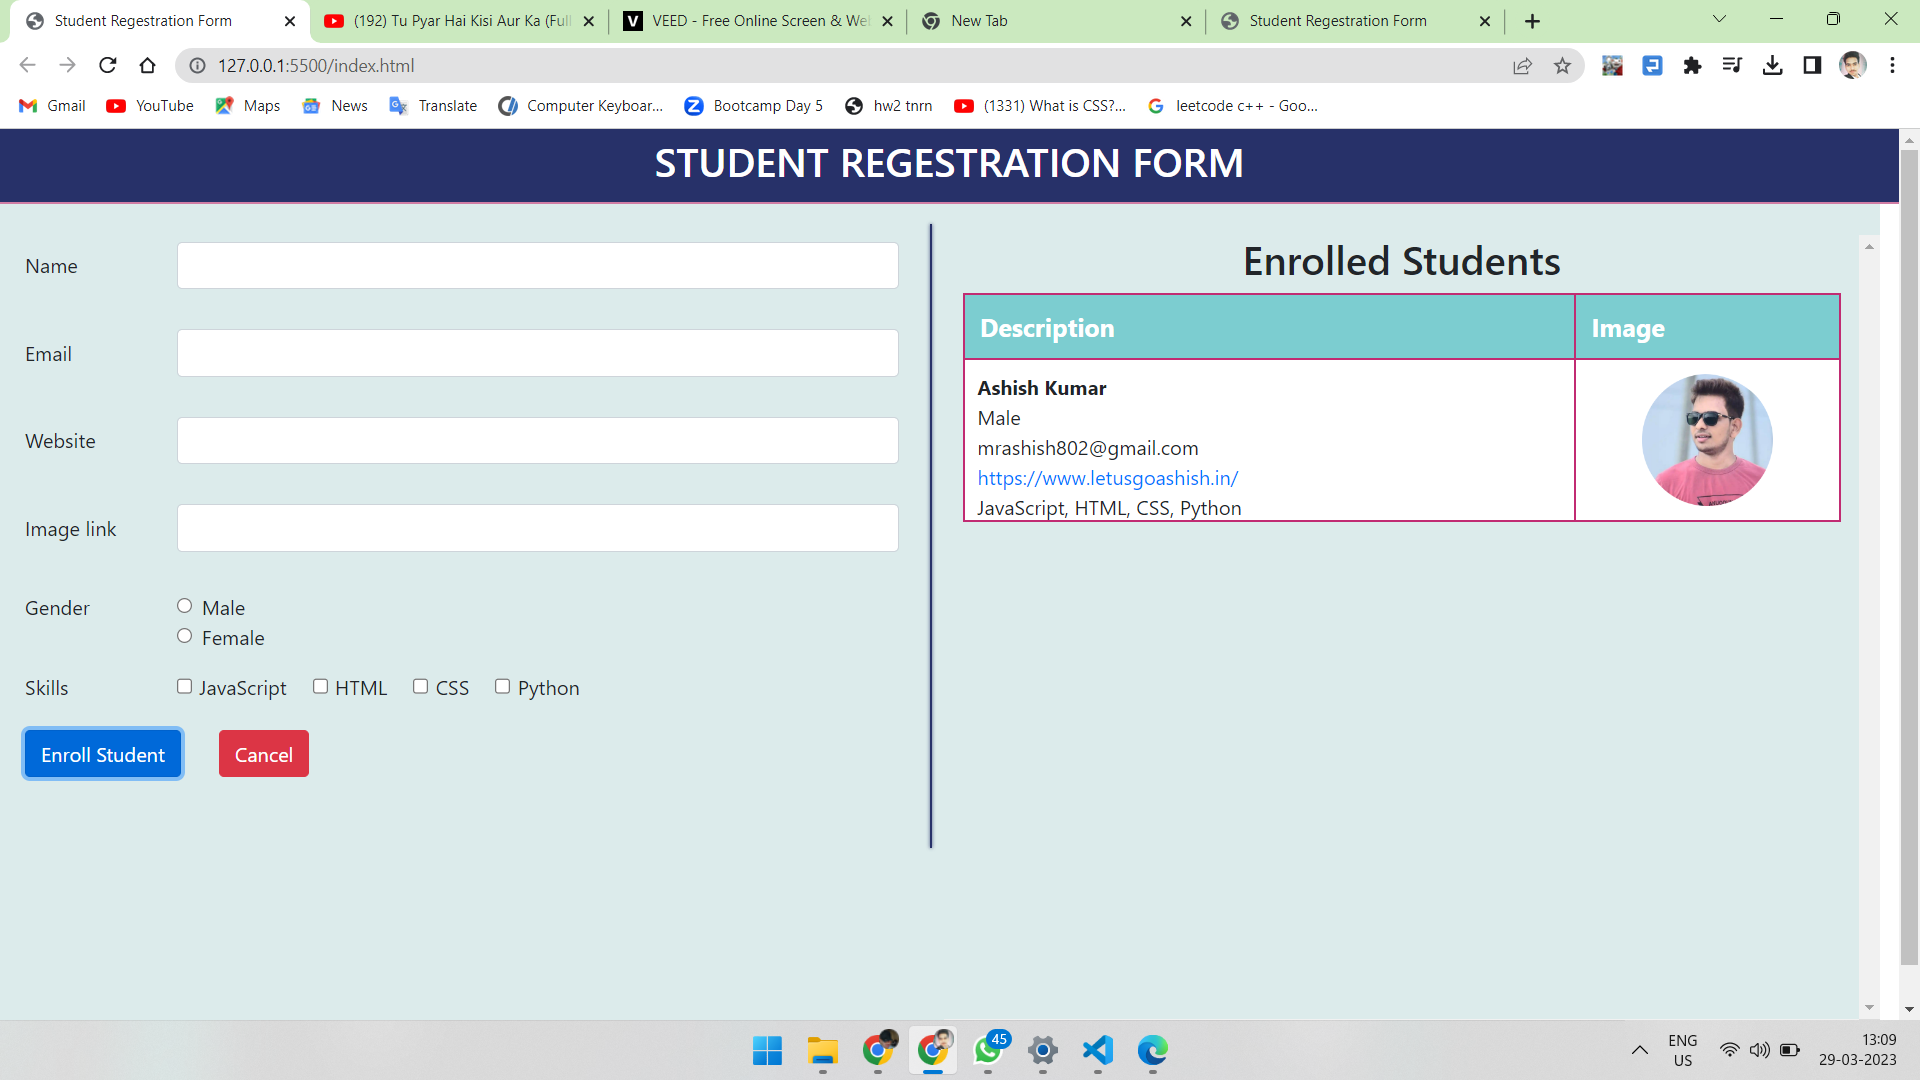 Student Regestration Form
(192) Tu Pyar Hai Kisi Aur Ka (Full
VEED - Free Online Screen & We
New Tab
Student Regestration Form
127.0.0.1:5500/index.html
Gmail
YouTube
Maps
News
Translate
Computer Keyboar...
Bootcamp Day 5
hw2 tnrn
(1331) What is CSS?...
leetcode c++ - Goo...
STUDENT REGESTRATION FORM
Name
Email
Website
Image link
Gender
Male
Female
Skills
JavaScript
HTML
CSS
Python
Enroll Student
Cancel
Enrolled Students
Description
Image
Ashish Kumar
Male
mrashish802@gmail.com
https://www.letusgoashish.in/
JavaScript, HTML, CSS, Python
45
ENG
US
13:09
29-03-2023